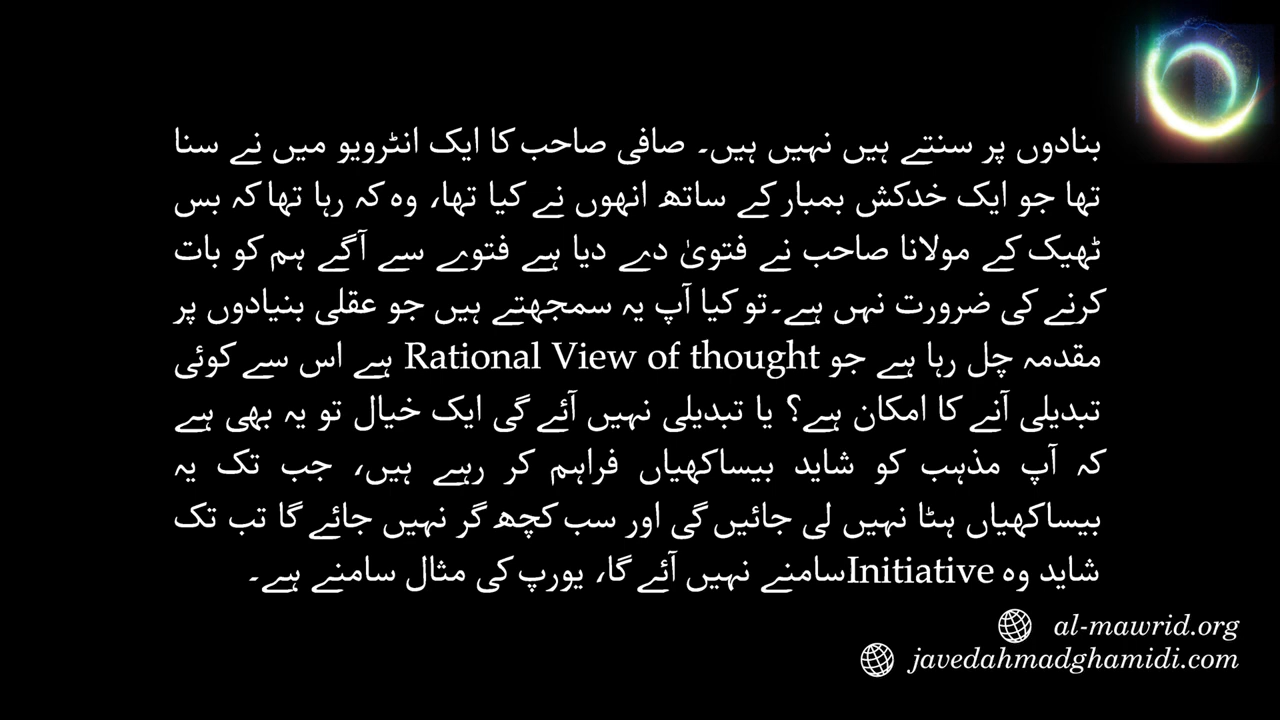 بنادوں پر سنتے ہیں نہیں ہیں۔ صافی صاحب کا ایک انٹرویو میں نے سنا
تھا جو ایک خدکش بمبار کے ساتھ انھوں نے کیا تھا، وہ کہ رہا تھا کہ بس
ٹھیک کے مولانا صاحب نے فتویٰ دے دیا ہے فتوے سے آگے ہم کو بات
کرنے کی ضرورت نہں ہے۔تو کیا آپ یہ سمجھتے ہیں جو عقلی بنیادوں پر
مقدمہ چل رہا ہے جو Rational View of thought ہے اس سے کوئی
تبدیلی آنے کا امکان ہے؟ یا تبدیلی نہیں آئے گی ایک خیال تو یہ بھی ہے
کہ آپ مذہب کو شاید بیساکھیاں فراہم کر رہے ہیں، جب تک یہ
بیساکھیاں ہٹا نہیں لی جائیں گی اور سب کچھ گر نہیں جائے گا تب تک
شاید وہ Initiativeسامنے نہیں آئے گا، یورپ کی مثال سامنے ہے۔
al-mawrid.org
javedahmadghamidi.com